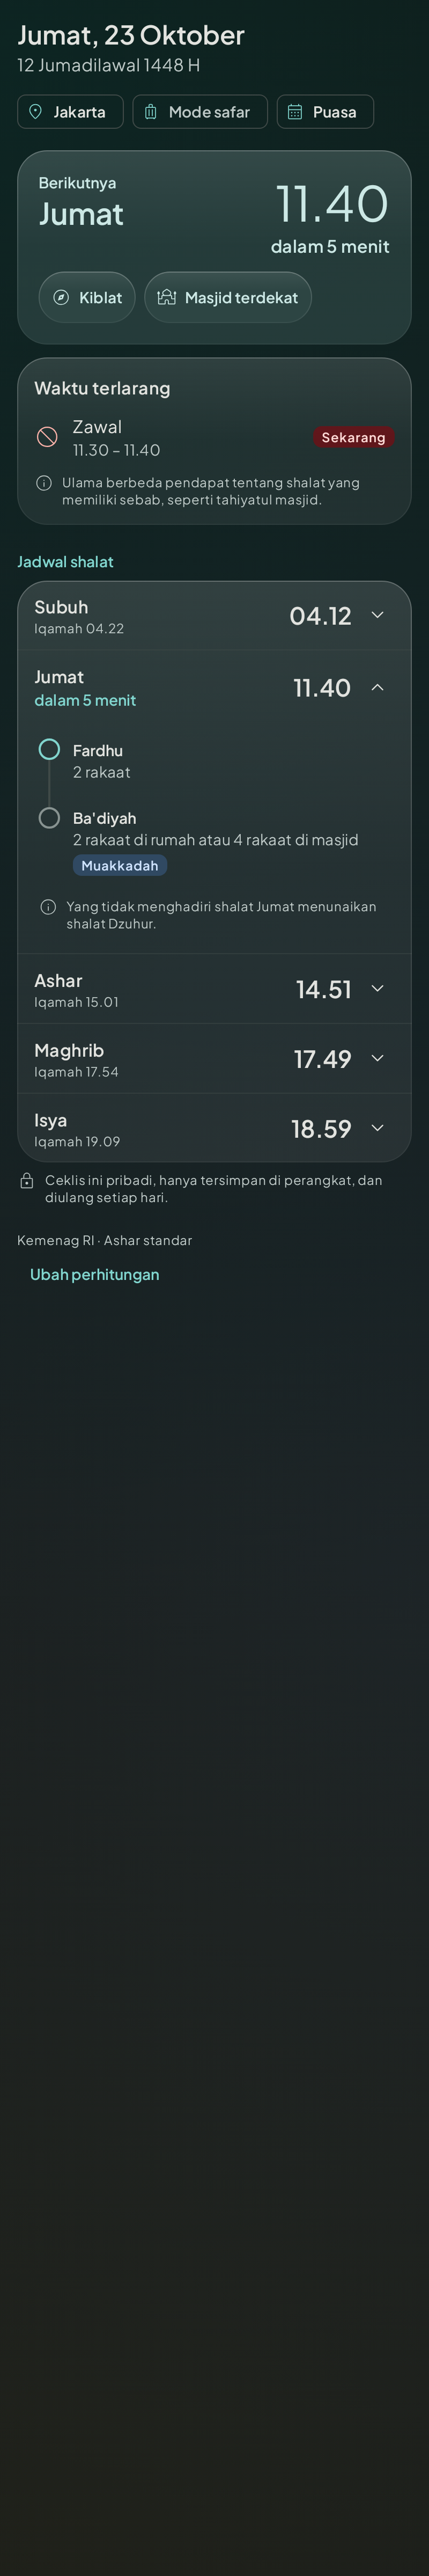 Jumat, 23 Oktober
12 Jumadilawal 1448 H
Jakarta
Mode safar
Puasa
Berikutnya
Jumat
11.40
dalam 5 menit
Kiblat
Masjid terdekat
Waktu terlarang
Zawal
11.30 – 11.40
Sekarang
Ulama berbeda pendapat tentang shalat yang
memiliki sebab, seperti tahiyatul masjid.
Jadwal shalat
Subuh
Iqamah 04.22
04.12
Jumat
dalam 5 menit
11.40
Fardhu
2 rakaat
Ba'diyah
2 rakaat di rumah atau 4 rakaat di masjid
Muakkadah
Yang tidak menghadiri shalat Jumat menunaikan
shalat Dzuhur.
Ashar
Iqamah 15.01
14.51
Maghrib
Iqamah 17.54
17.49
Isya
Iqamah 19.09
18.59
Ceklis ini pribadi, hanya tersimpan di perangkat, dan
diulang setiap hari.
Kemenag RI · Ashar standar
Ubah perhitungan